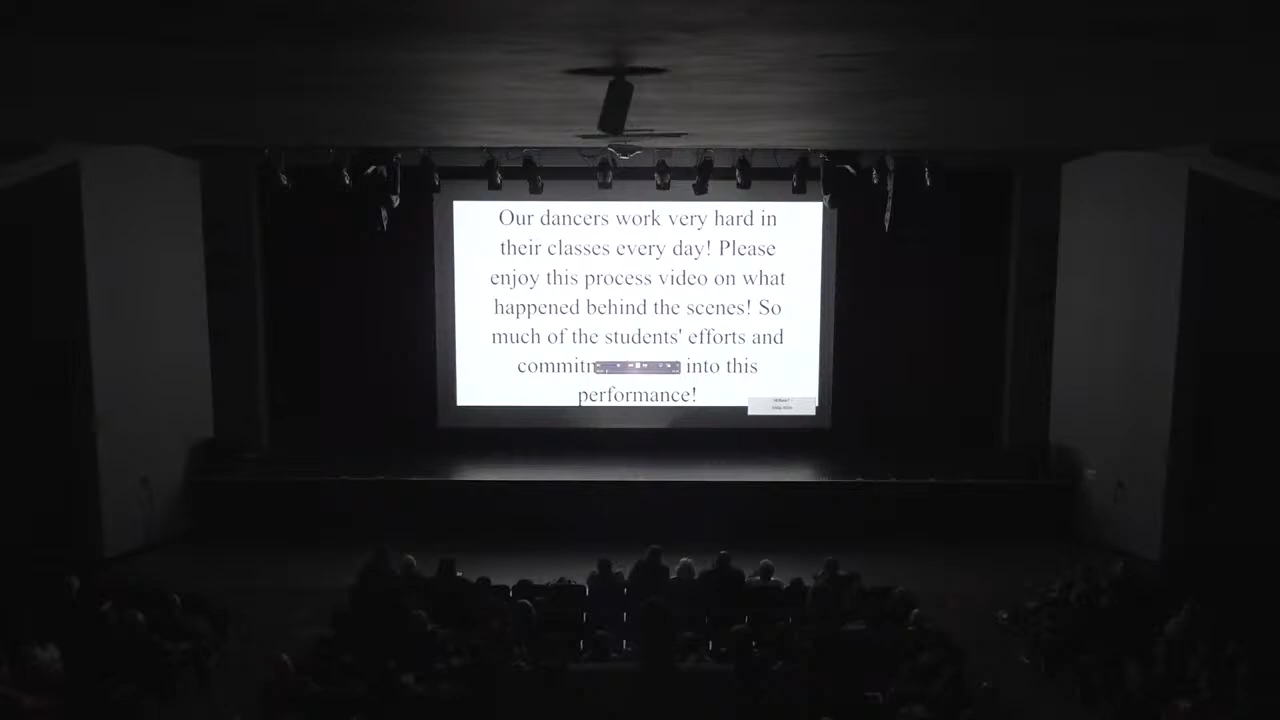 Our dancers work very hard in
their classes every day! Please
enjoy this process video on what
happened behind the scenes! So
much of the students' efforts and
into this
performance!